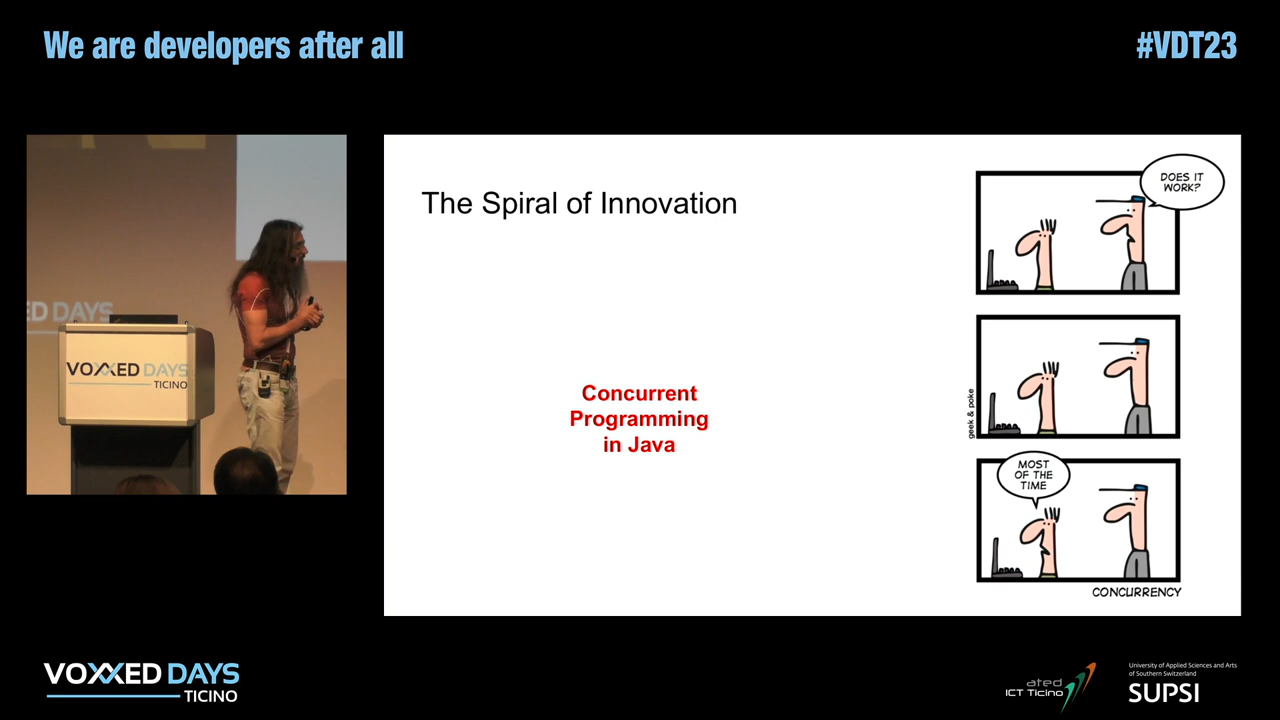 We are developers after all
#VDT23
ED DAYS
VOXXED DAYS
TICINO
The Spiral of Innovation
Concurrent
Programming
in Java
DOES IT
WORK?
geek & poke
MOST
OF THE
TIME
CONCURRENCY
VOXXED DAYS
TICINO
ated
ICT Ticino
University of Applied Sciences and Arts
of Southern Switzerland
SUPSI